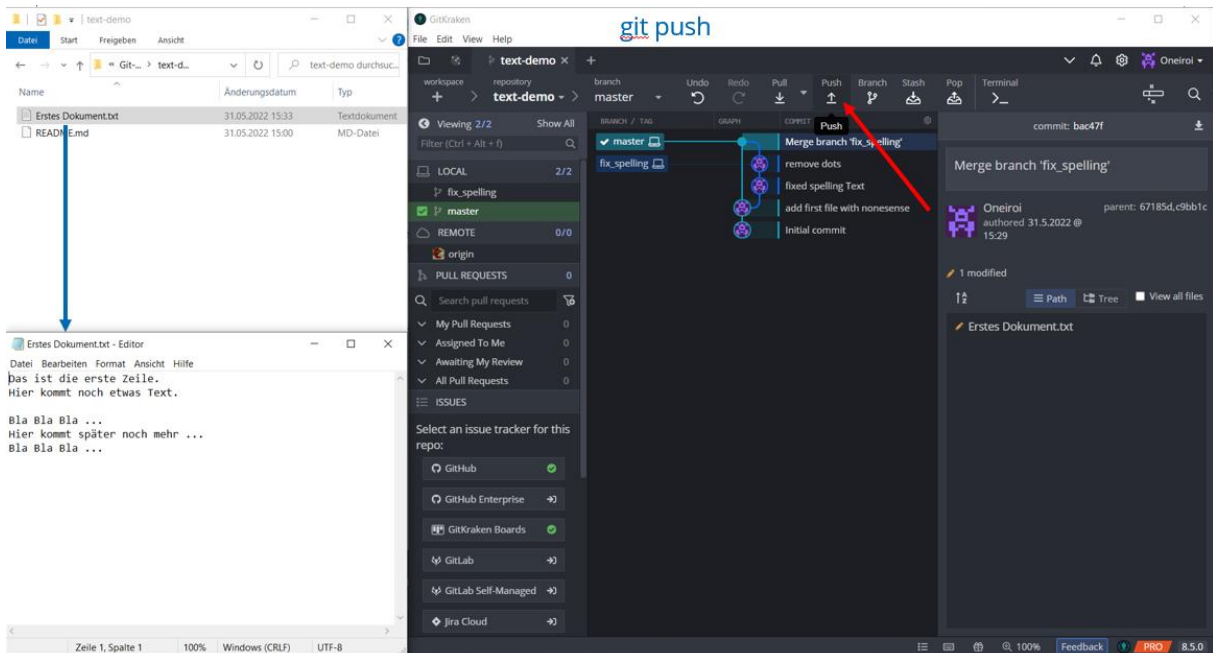 text-demo
Datei Start Freigeben Ansicht
« Git-... > text-d...
text-demo durchsuc...
Name Änderungsdatum Typ
Erstes Dokument.txt 31.05.2022 15:33 Textdokument
README.md 31.05.2022 15:00 MD-Datei
Erstes Dokument.txt - Editor
Datei Bearbeiten Format Ansicht Hilfe
Das ist die erste Zeile.
Hier kommt noch etwas Text.
Bla Bla Bla ...
Hier kommt später noch mehr ...
Bla Bla Bla ...
Zeile 1, Spalte 1 100% Windows (CRLF) UTF-8
GitKraken
git push
File Edit View Help
text-demo
Oneiroi
workspace repository branch Undo Redo Pull Push Branch Stash Pop Terminal
text-demo master
Viewing 2/2 Show All
Filter (Ctrl + Alt + f)
LOCAL 2/2
fix_spelling
master
REMOTE 0/0
origin
PULL REQUESTS 0
Search pull requests
My Pull Requests 0
Assigned To Me 0
Awaiting My Review 0
All Pull Requests 0
ISSUES
Select an issue tracker for this
repo:
GitHub
GitHub Enterprise
GitKraken Boards
GitLab
GitLab Self-Managed
Jira Cloud
BRANCH / TAG GRAPH COMMIT
Push
master Merge branch 'fix_spelling'
fix_spelling remove dots
fixed spelling Text
add first file with nonesense
Initial commit
commit: bac47f
Merge branch 'fix_spelling'
Oneiroi parent: 67185d,c9bb1c
authored 31.5.2022 @
15:29
1 modified
Path Tree View all files
Erstes Dokument.txt
100% Feedback PRO 8.5.0